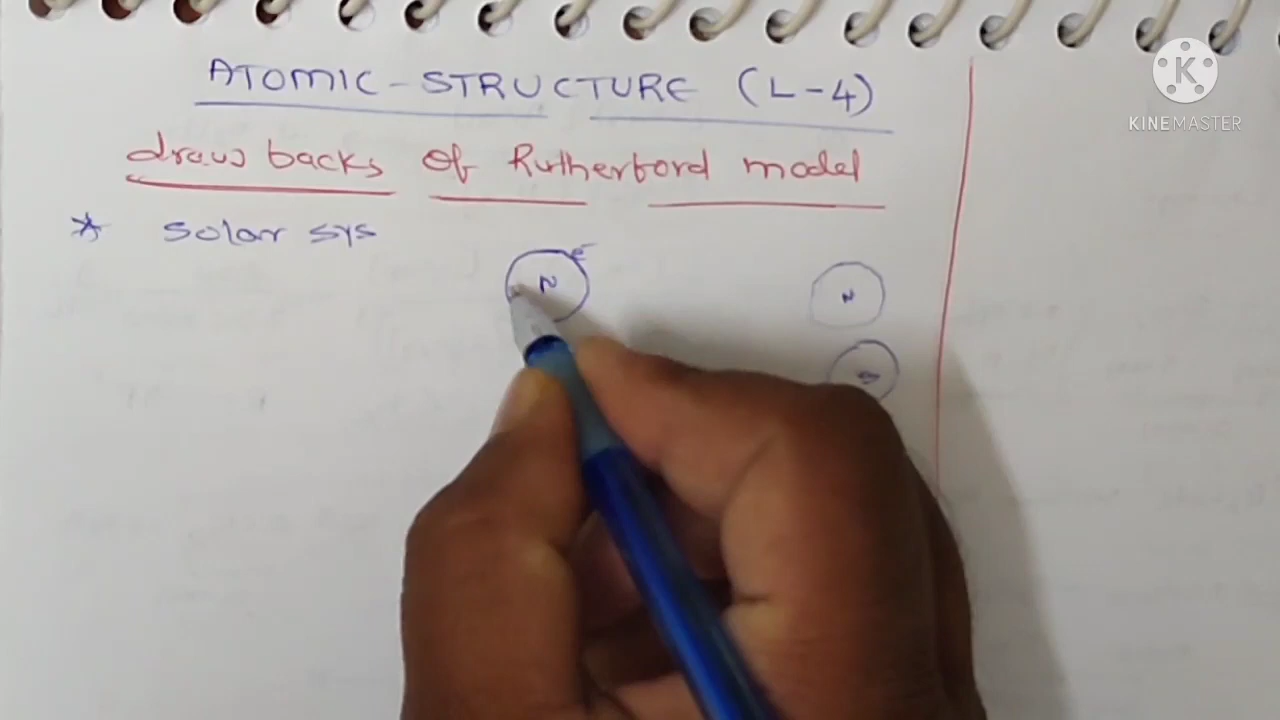 ATOMIC-STRUCTURE (L-4)
draw backs of Rutherford model
* Solar sys
e⁻
N
N
K
KINEMASTER